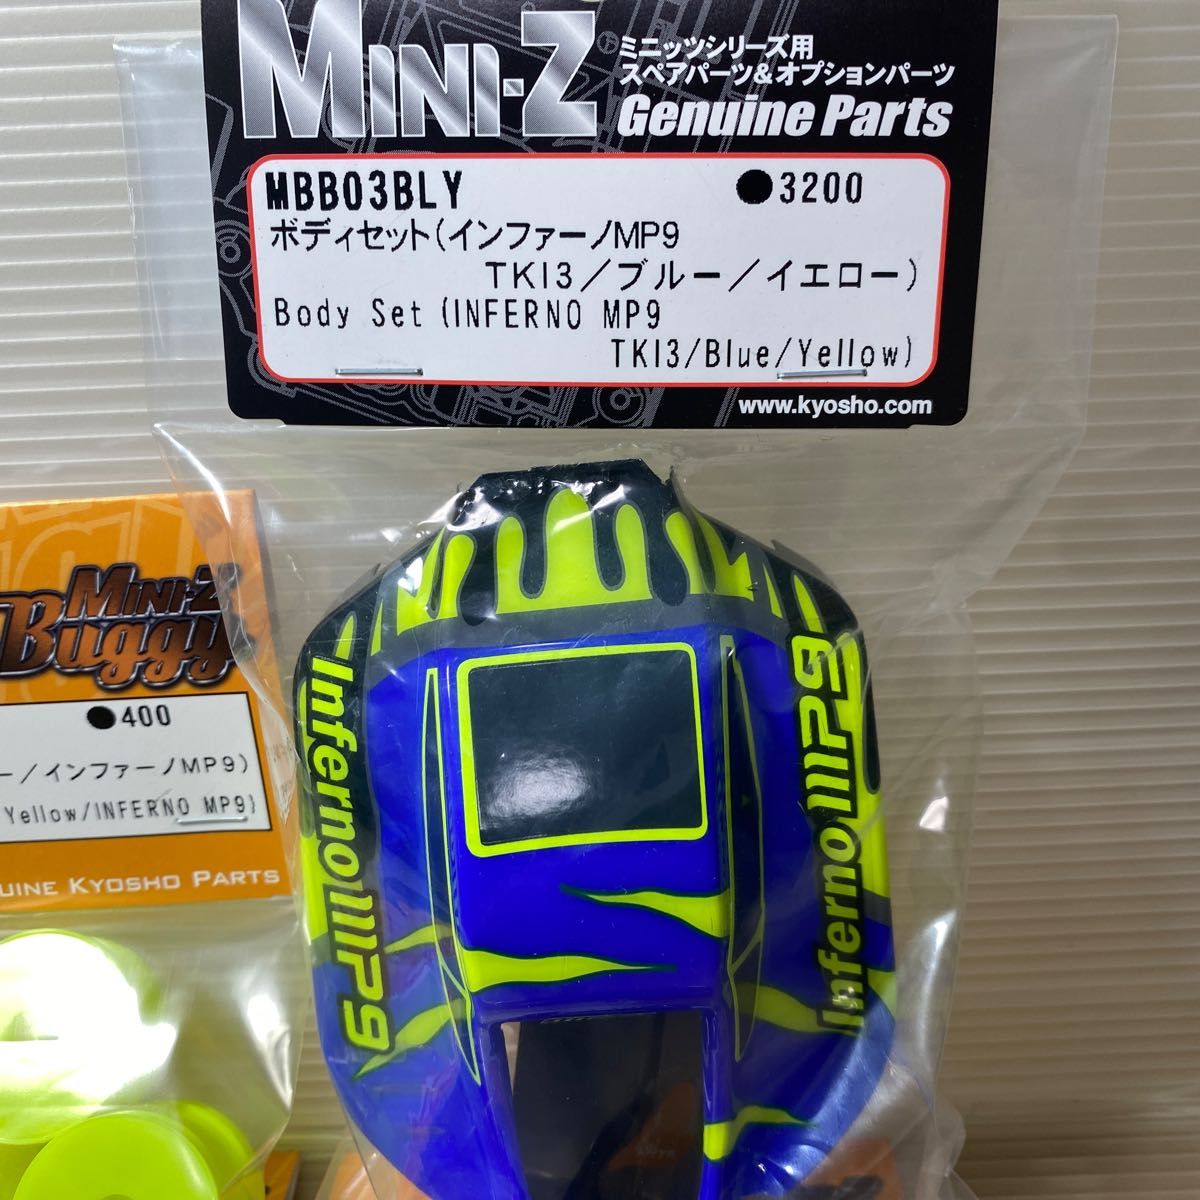 MINI-Z
ミニッツシリーズ用
スペアパーツ&オプションパーツ
Genuine Parts
MBB03BLY ●3200
ボディセット(インファーノMP9
TKI3/ブルー/イエロー)
Body Set (INFERNO MP9
TKI3/Blue/Yellow)
www.kyosho.com
MINI-Z
Buggy
●400
ー/インファーノMP9)
Yellow/INFERNO MP9)
UINE KYOSHO PARTS
Inferno MP9
Inferno MP9